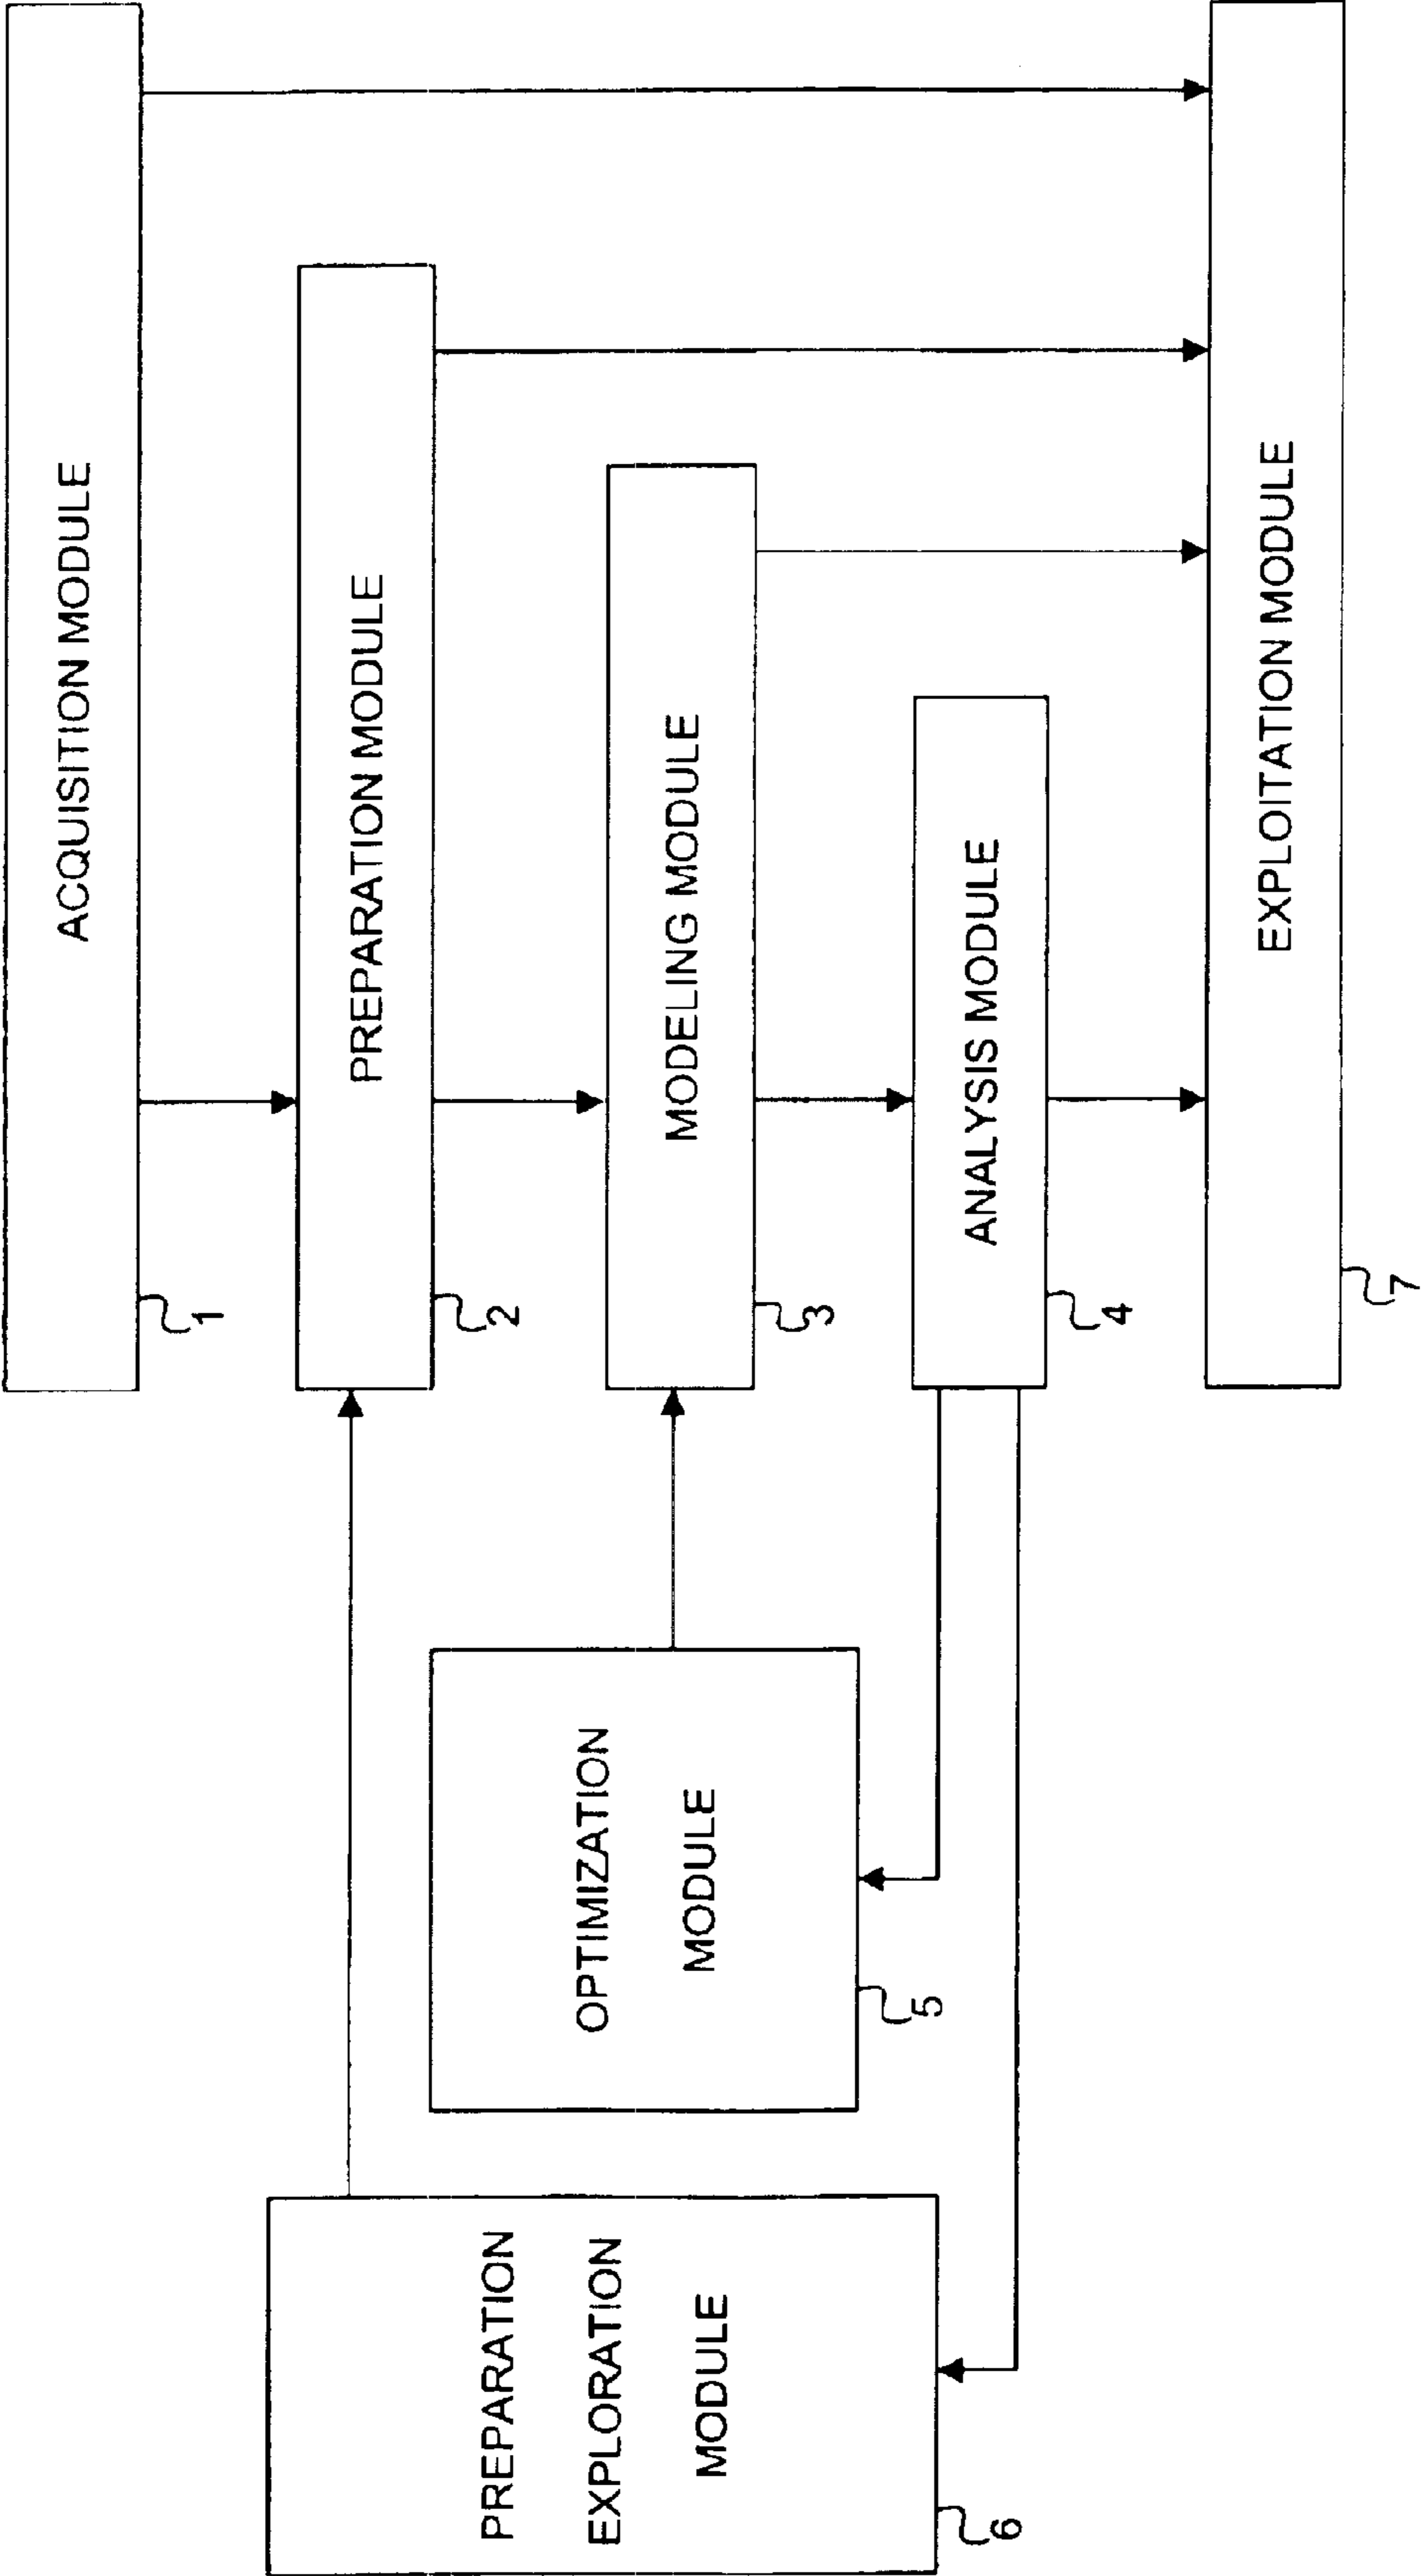 ACQUISITION MODULE
1
PREPARATION MODULE
2
MODELING MODULE
3
ANALYSIS MODULE
4
EXPLOITATION MODULE
7
OPTIMIZATION
MODULE
5
PREPARATION
EXPLORATION
MODULE
6